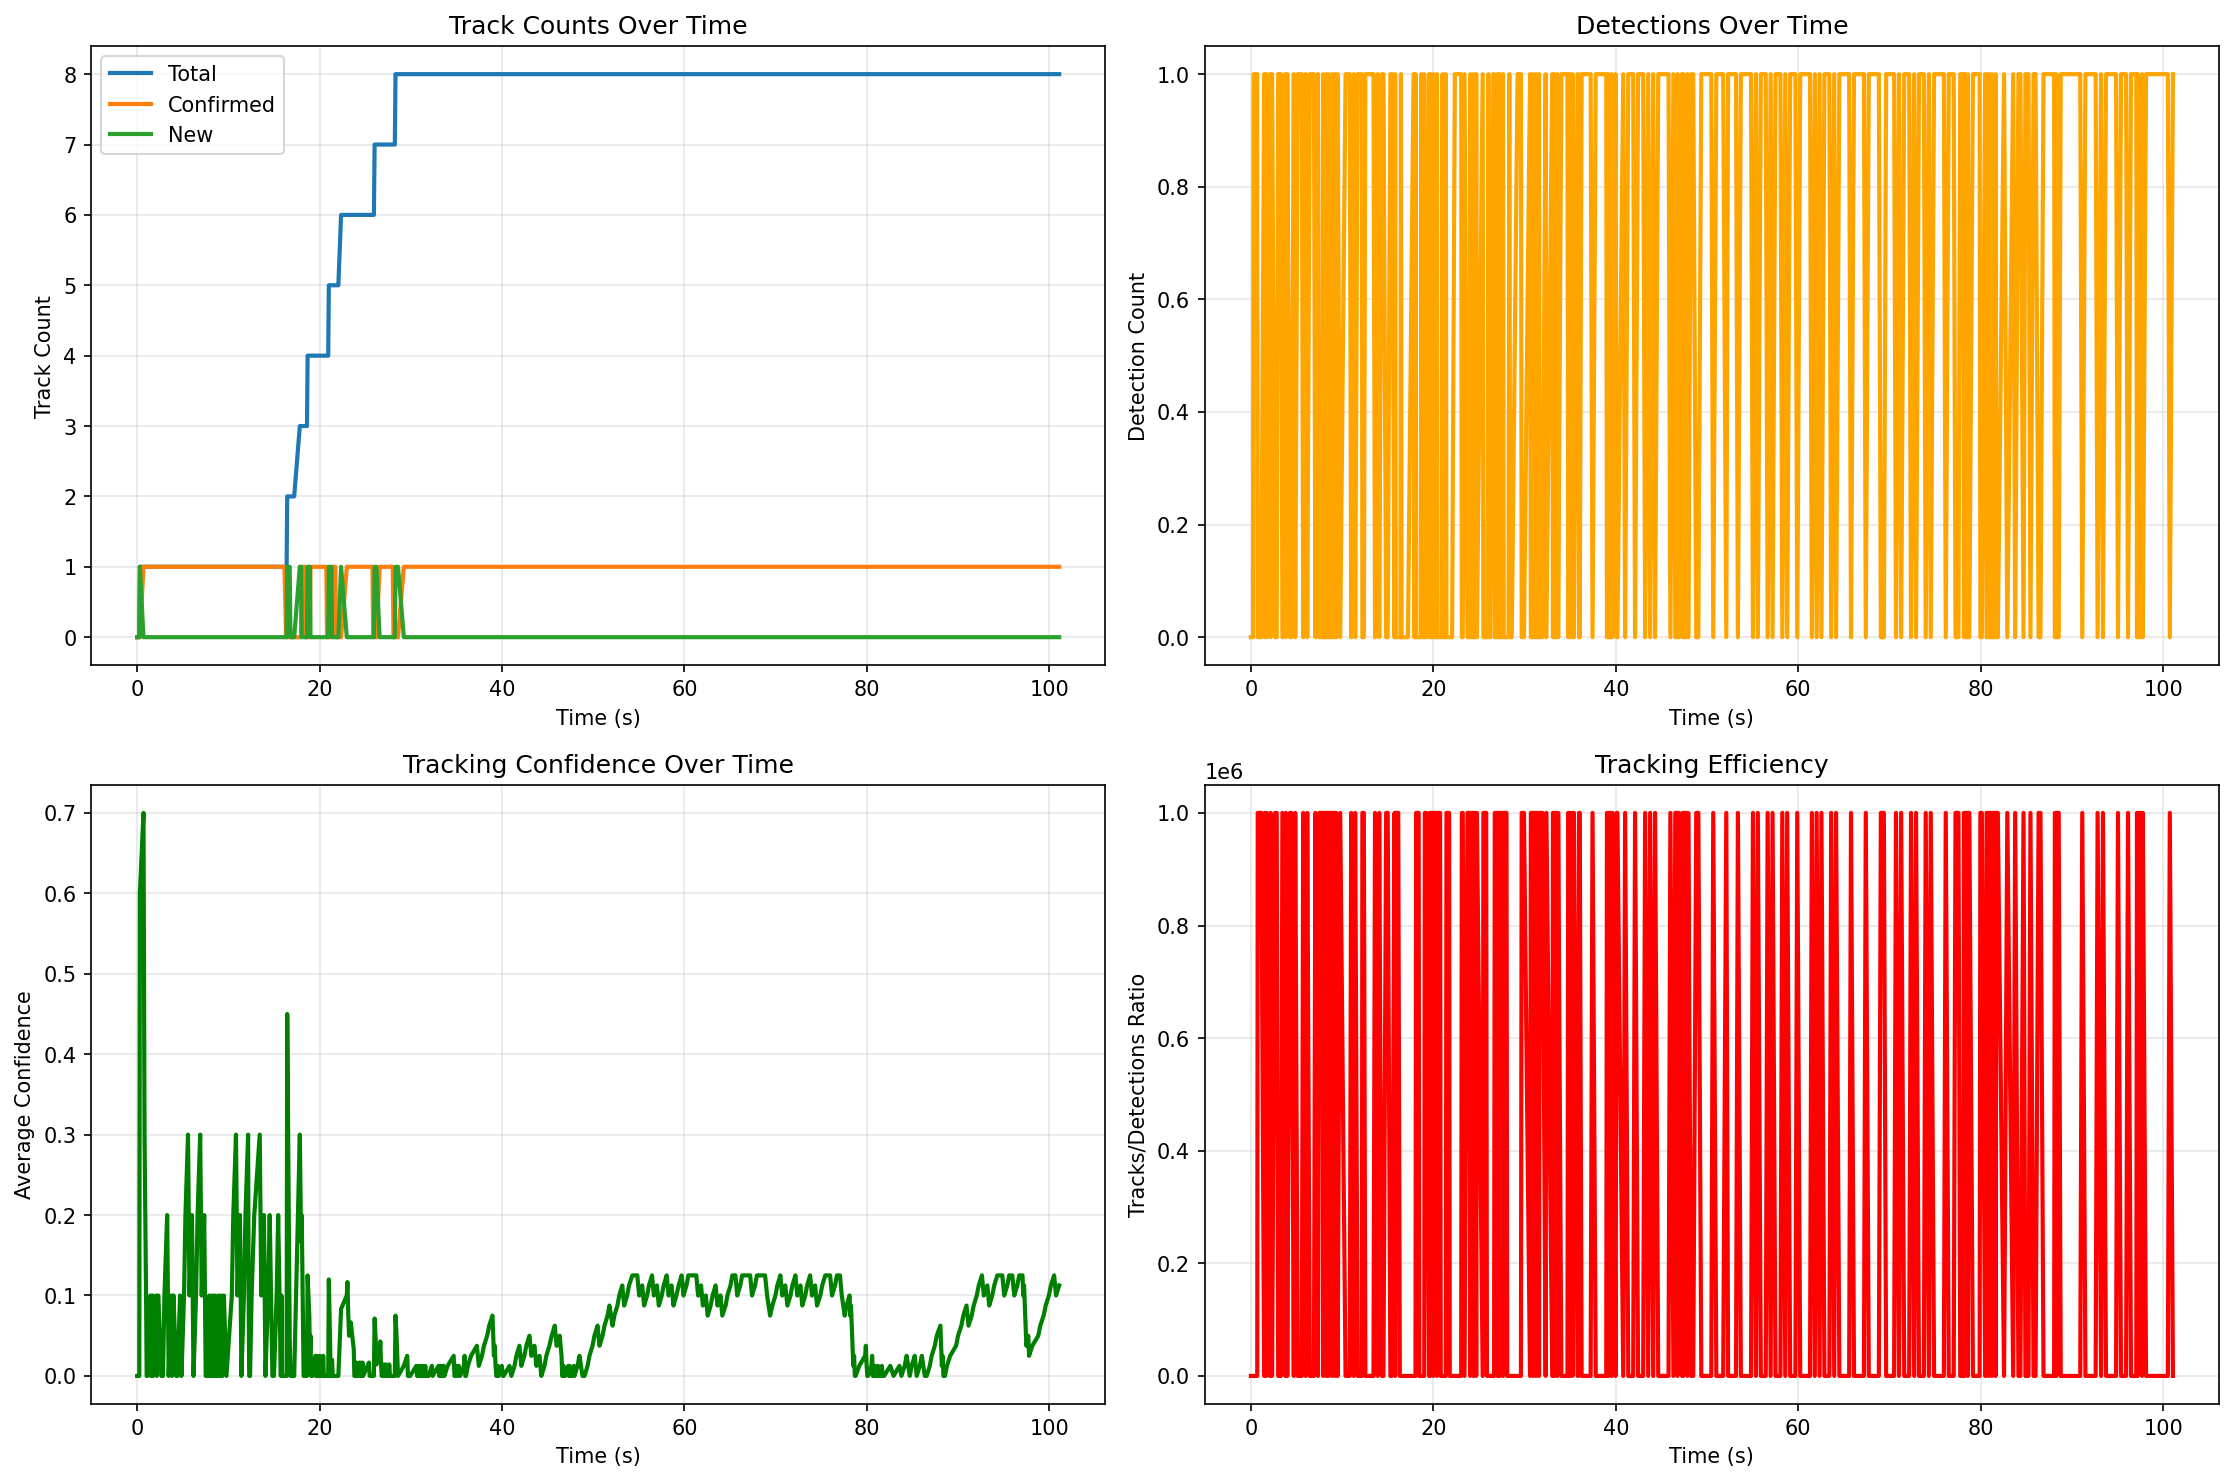 Track Counts Over Time
Total
Confirmed
New
Track Count
8
7
6
5
4
3
2
1
0
0 20 40 60 80 100
Time (s)
Detections Over Time
Detection Count
1.0
0.8
0.6
0.4
0.2
0.0
0 20 40 60 80 100
Time (s)
Tracking Confidence Over Time
Average Confidence
0.7
0.6
0.5
0.4
0.3
0.2
0.1
0.0
0 20 40 60 80 100
Time (s)
Tracking Efficiency
1e6
Tracks/Detections Ratio
1.0
0.8
0.6
0.4
0.2
0.0
0 20 40 60 80 100
Time (s)